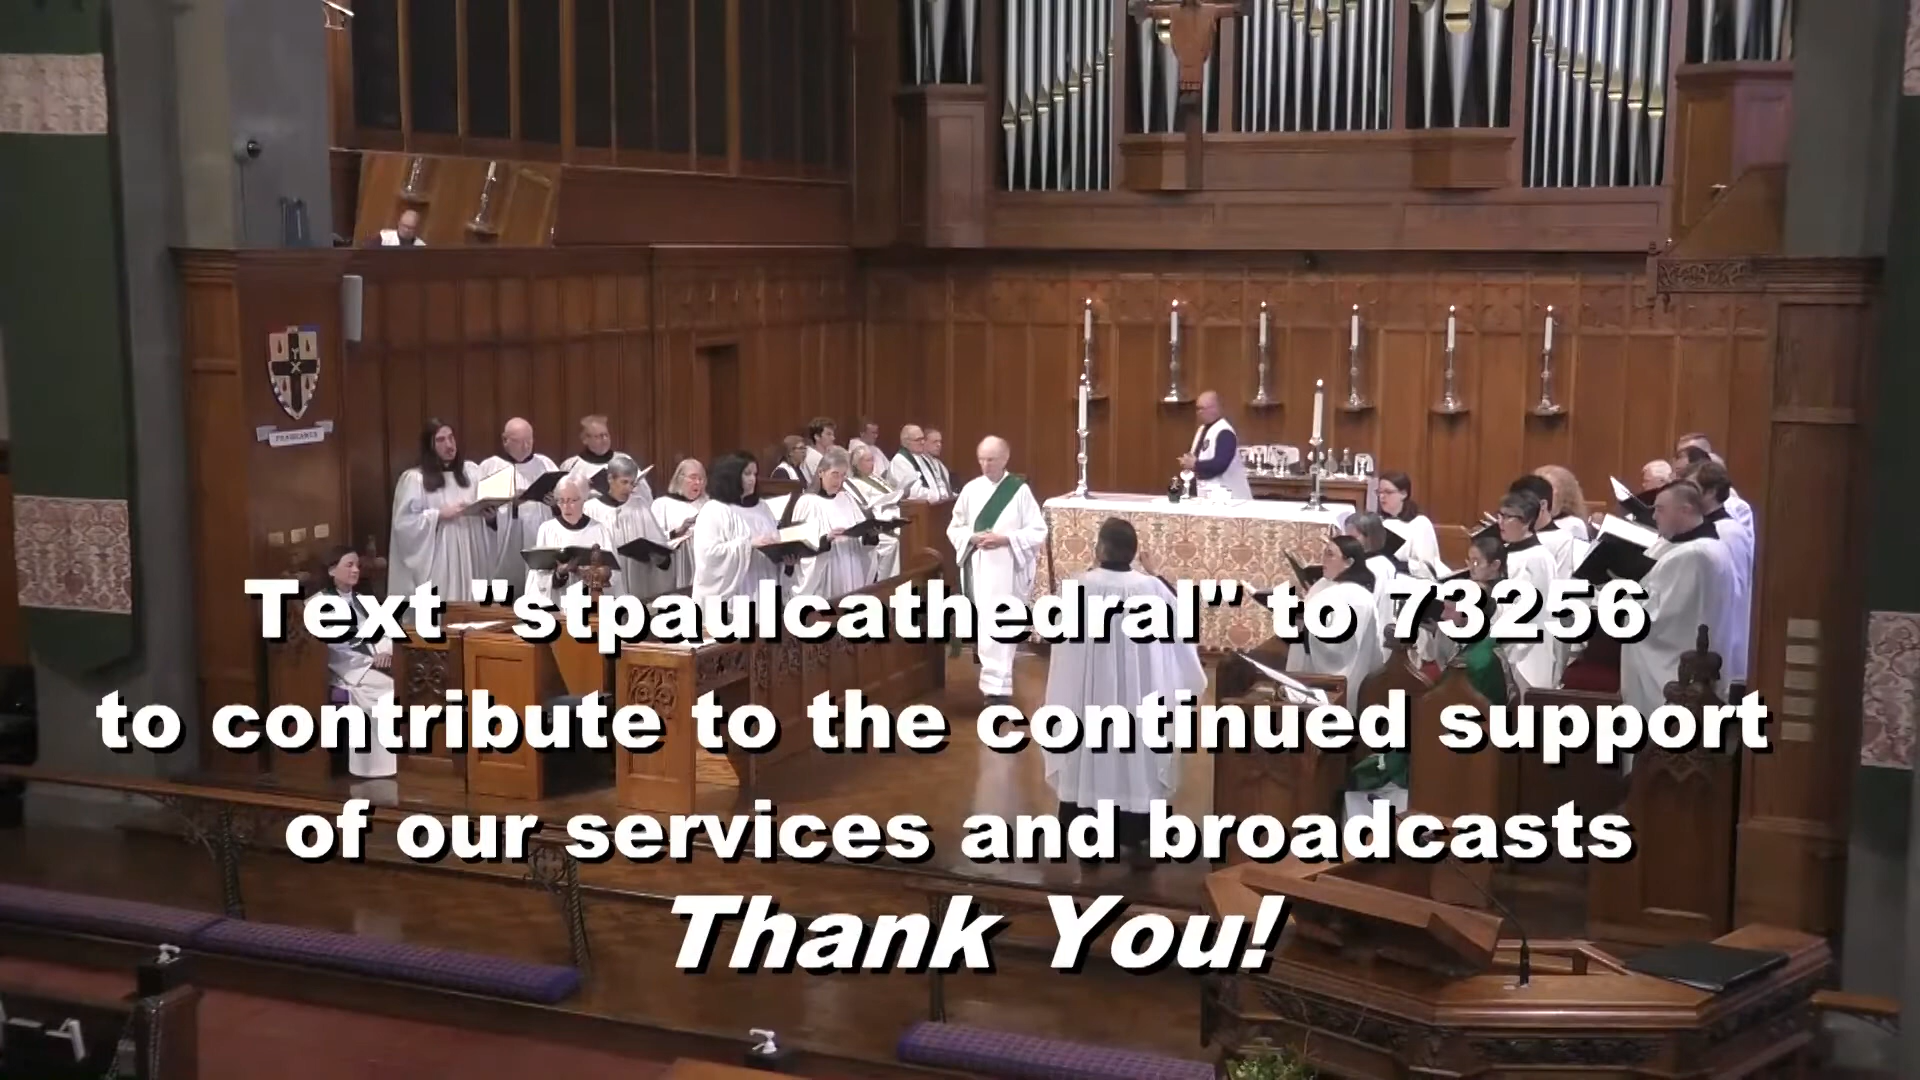 Text "stpaulcathedral" to 73256
to contribute to the continued support
of our services and broadcasts
Thank You!